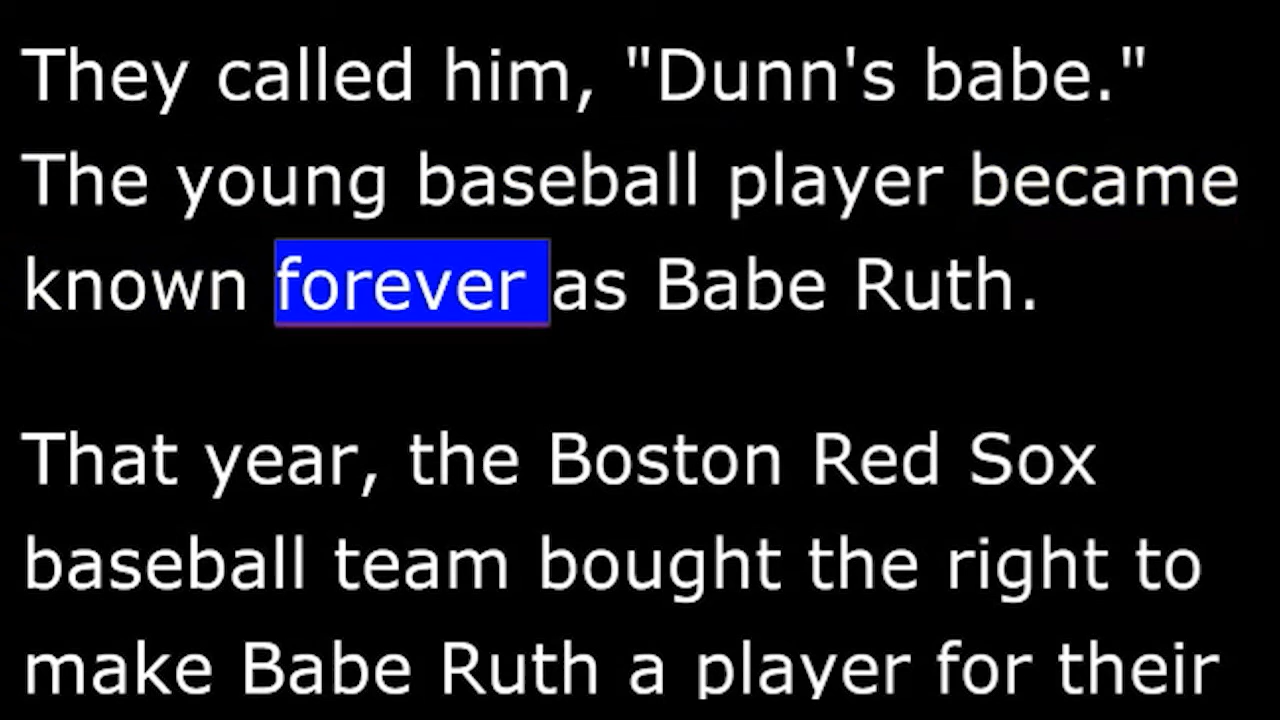 They called him, "Dunn's babe."
The young baseball player became
known forever as Babe Ruth.
That year, the Boston Red Sox
baseball team bought the right to
make Babe Ruth a player for their